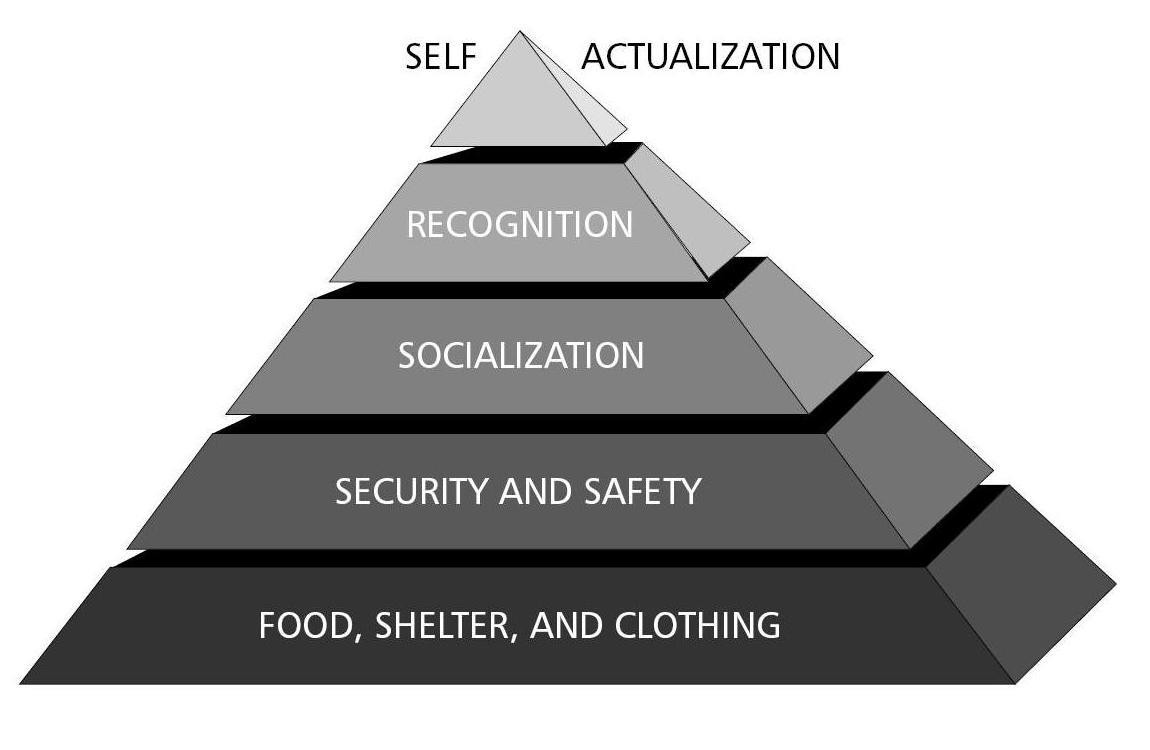 SELF ACTUALIZATION
RECOGNITION
SOCIALIZATION
SECURITY AND SAFETY
FOOD, SHELTER, AND CLOTHING